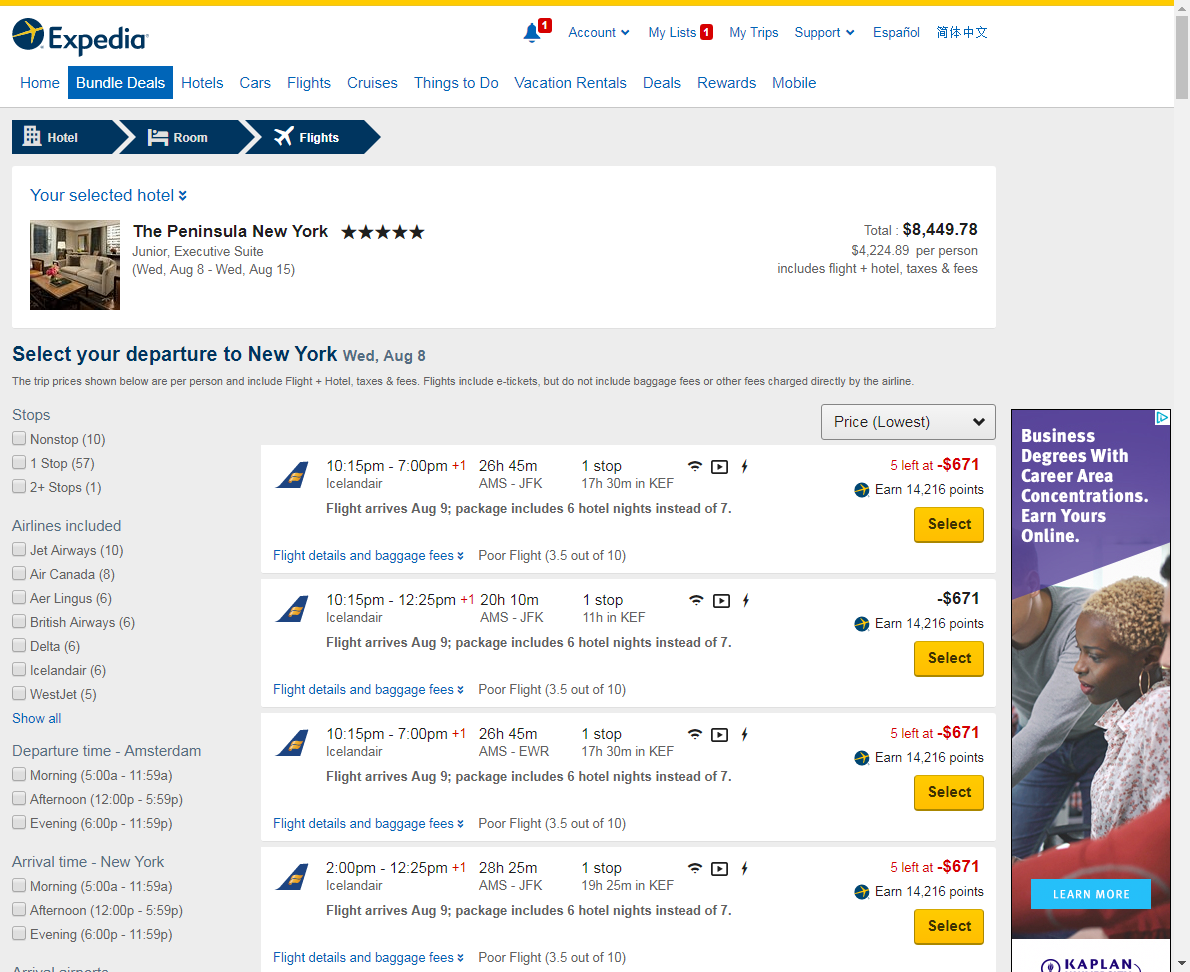 Expedia
1
Account
My Lists 1
My Trips
Support
Español
简体中文
Home
Bundle Deals
Hotels
Cars
Flights
Cruises
Things to Do
Vacation Rentals
Deals
Rewards
Mobile
Hotel
Room
Flights
Your selected hotel
The Peninsula New York
Junior, Executive Suite
(Wed, Aug 8 - Wed, Aug 15)
Total : $8,449.78
$4,224.89 per person
includes flight + hotel, taxes & fees
Select your departure to New York Wed, Aug 8
The trip prices shown below are per person and include Flight + Hotel, taxes & fees. Flights include e-tickets, but do not include baggage fees or other fees charged directly by the airline.
Stops
Nonstop (10)
1 Stop (57)
2+ Stops (1)
Airlines included
Jet Airways (10)
Air Canada (8)
Aer Lingus (6)
British Airways (6)
Delta (6)
Icelandair (6)
WestJet (5)
Show all
Departure time - Amsterdam
Morning (5:00a - 11:59a)
Afternoon (12:00p - 5:59p)
Evening (6:00p - 11:59p)
Arrival time - New York
Morning (5:00a - 11:59a)
Afternoon (12:00p - 5:59p)
Evening (6:00p - 11:59p)
Arrival airports
Price (Lowest)
10:15pm - 7:00pm +1 26h 45m 1 stop 5 left at -$671
Icelandair AMS - JFK 17h 30m in KEF
Earn 14,216 points
Flight arrives Aug 9; package includes 6 hotel nights instead of 7.
Select
Flight details and baggage fees Poor Flight (3.5 out of 10)
10:15pm - 12:25pm +1 20h 10m 1 stop -$671
Icelandair AMS - JFK 11h in KEF
Earn 14,216 points
Flight arrives Aug 9; package includes 6 hotel nights instead of 7.
Select
Flight details and baggage fees Poor Flight (3.5 out of 10)
10:15pm - 7:00pm +1 26h 45m 1 stop 5 left at -$671
Icelandair AMS - EWR 17h 30m in KEF
Earn 14,216 points
Flight arrives Aug 9; package includes 6 hotel nights instead of 7.
Select
Flight details and baggage fees Poor Flight (3.5 out of 10)
2:00pm - 12:25pm +1 28h 25m 1 stop 5 left at -$671
Icelandair AMS - JFK 19h 25m in KEF
Earn 14,216 points
Flight arrives Aug 9; package includes 6 hotel nights instead of 7.
Select
Flight details and baggage fees Poor Flight (3.5 out of 10)
Business
Degrees With
Career Area
Concentrations.
Earn Yours
Online.
LEARN MORE
KAPLAN